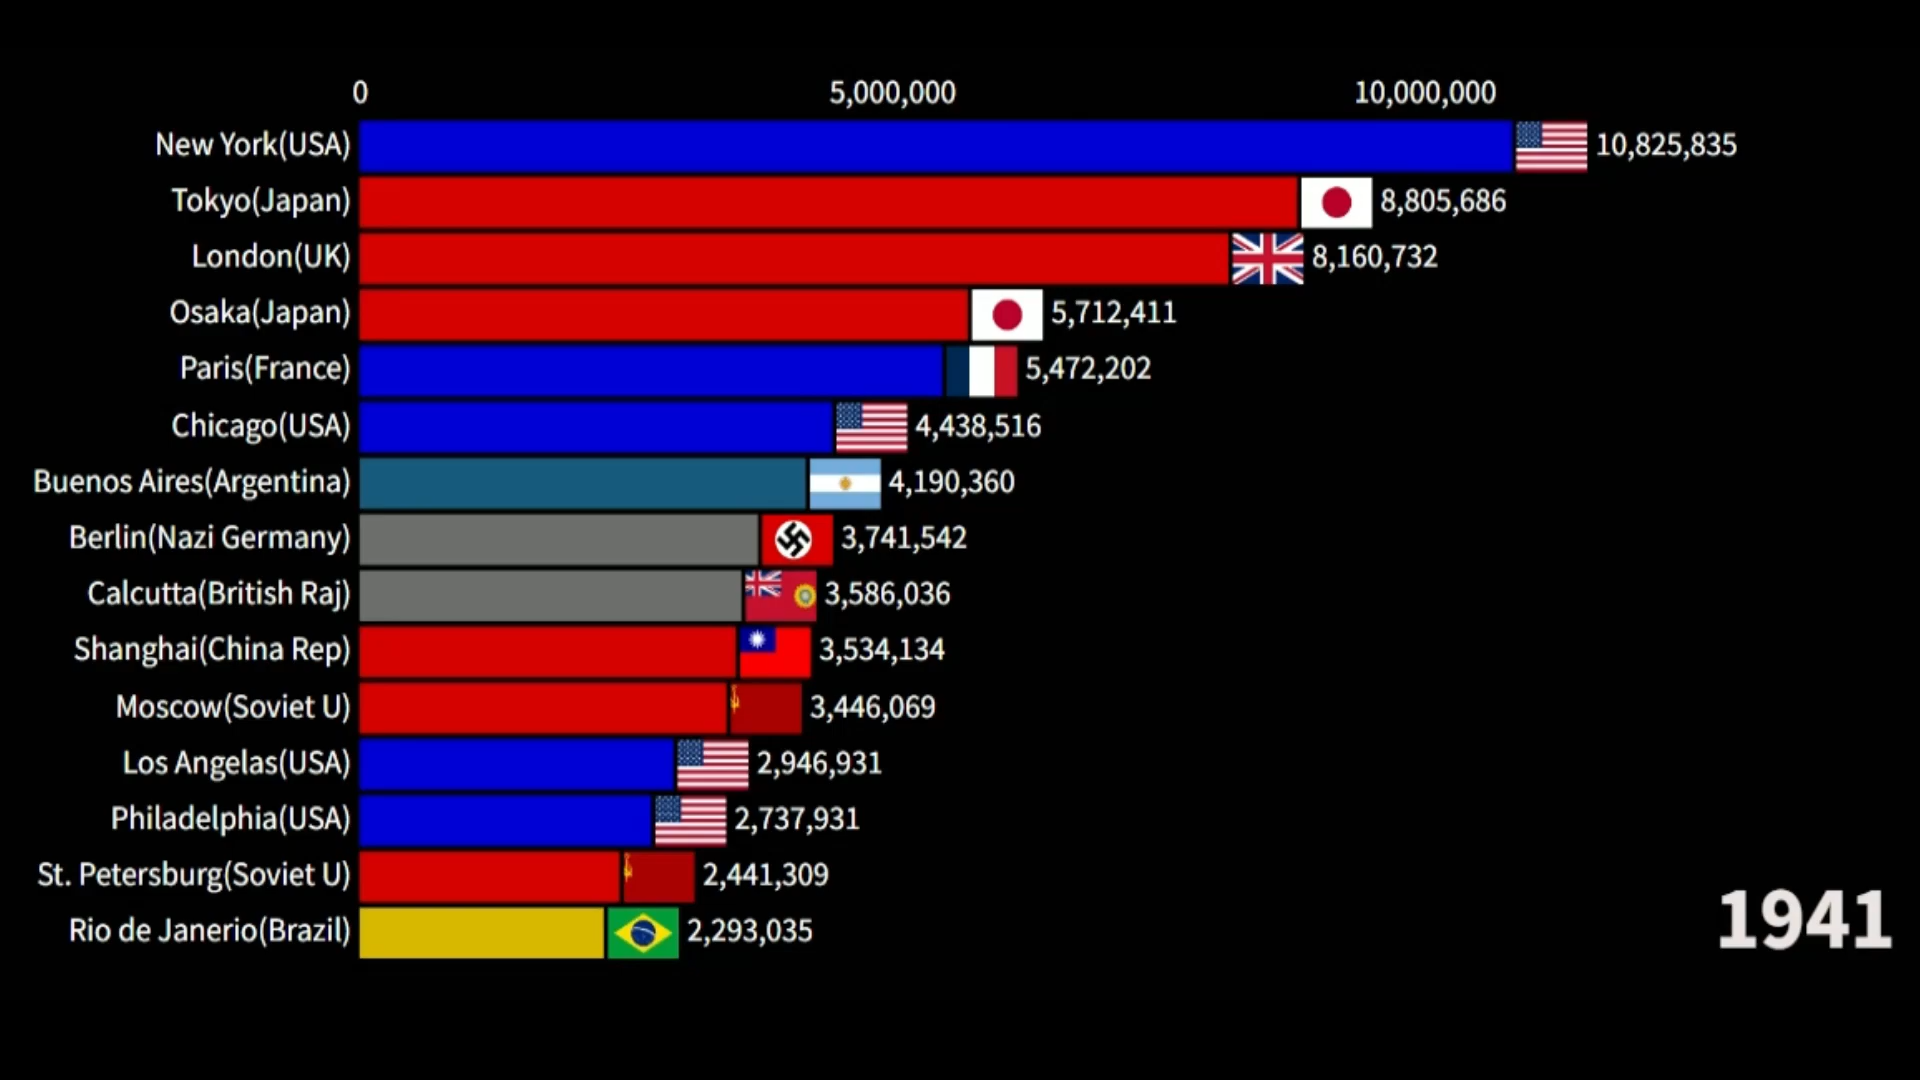 0 5,000,000 10,000,000
New York(USA) 10,825,835
Tokyo(Japan) 8,805,686
London(UK) 8,160,732
Osaka(Japan) 5,712,411
Paris(France) 5,472,202
Chicago(USA) 4,438,516
Buenos Aires(Argentina) 4,190,360
Berlin(Nazi Germany) 3,741,542
Calcutta(British Raj) 3,586,036
Shanghai(China Rep) 3,534,134
Moscow(Soviet U) 3,446,069
Los Angelas(USA) 2,946,931
Philadelphia(USA) 2,737,931
St. Petersburg(Soviet U) 2,441,309
Rio de Janerio(Brazil) 2,293,035
1941